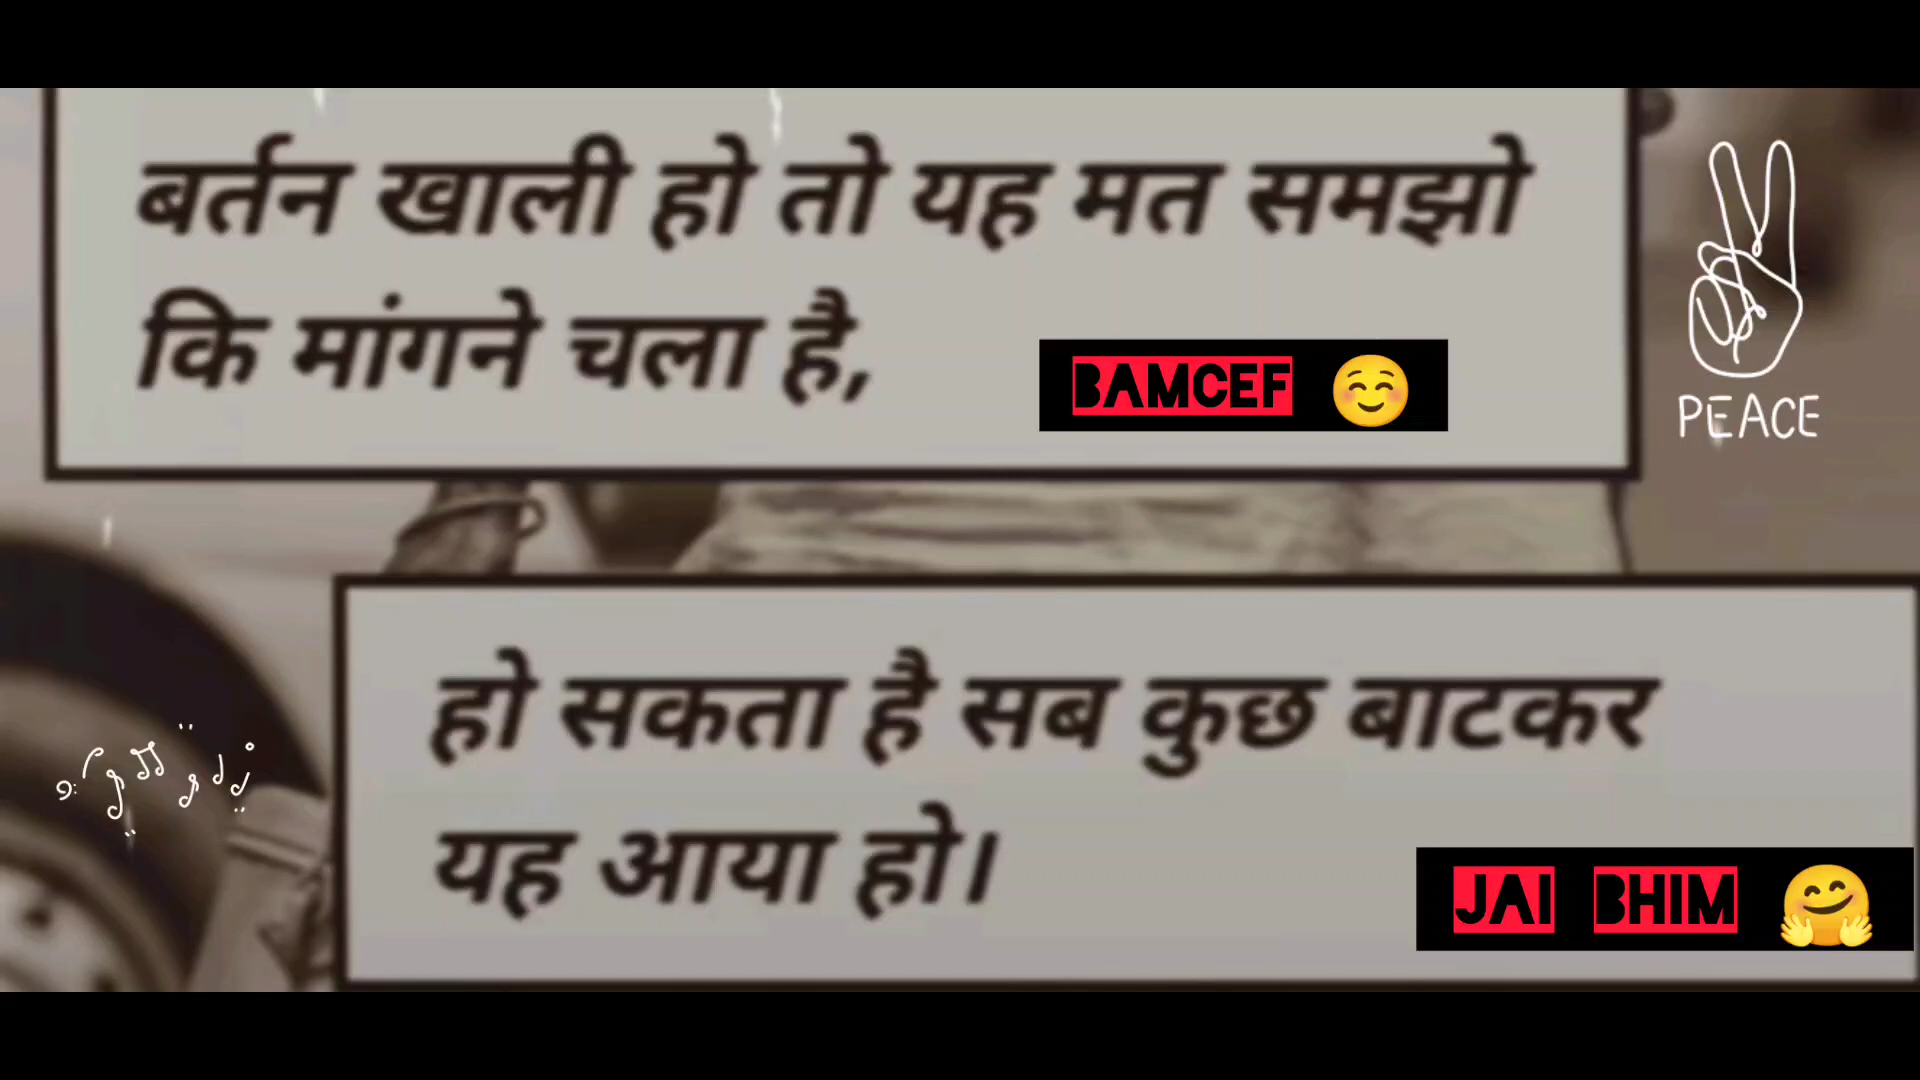 बर्तन खाली हो तो यह मत समझो
कि मांगने चला है,
BAMCEF ☺️
PEACE
हो सकता है सब कुछ बाटकर
यह आया हो।
JAI BHIM 🤗